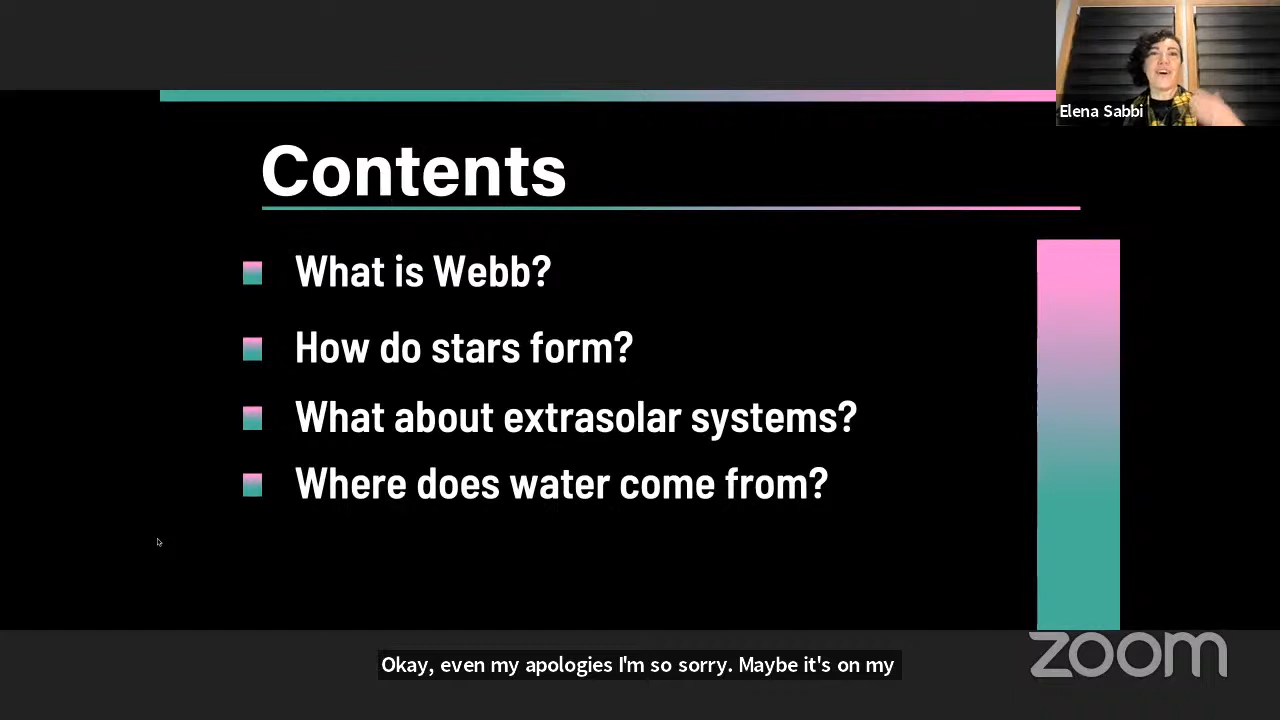 Elena Sabbi
Contents
What is Webb?
How do stars form?
What about extrasolar systems?
Where does water come from?
Okay, even my apologies I'm so sorry. Maybe it's on my
zoom